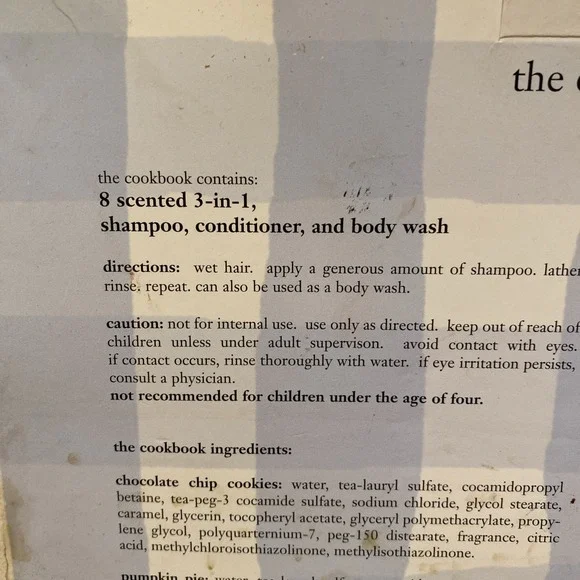 the
the cookbook contains:
8 scented 3-in-1,
shampoo, conditioner, and body wash
directions: wet hair. apply a generous amount of shampoo. lather
rinse. repeat. can also be used as a body wash.
caution: not for internal use. use only as directed. keep out of reach of
children unless under adult supervison. avoid contact with eyes.
if contact occurs, rinse thoroughly with water. if eye irritation persists,
consult a physician.
not recommended for children under the age of four.
the cookbook ingredients:
chocolate chip cookies: water, tea-lauryl sulfate, cocamidopropyl
betaine, tea-peg-3 cocamide sulfate, sodium chloride, glycol stearate,
caramel, glycerin, tocopheryl acetate, glyceryl polymethacrylate, propy-
lene glycol, polyquarternium-7, peg-150 distearate, fragrance, citric
acid, methylchloroisothiazolinone, methylisothiazolinone.
pumpkin pie: water,